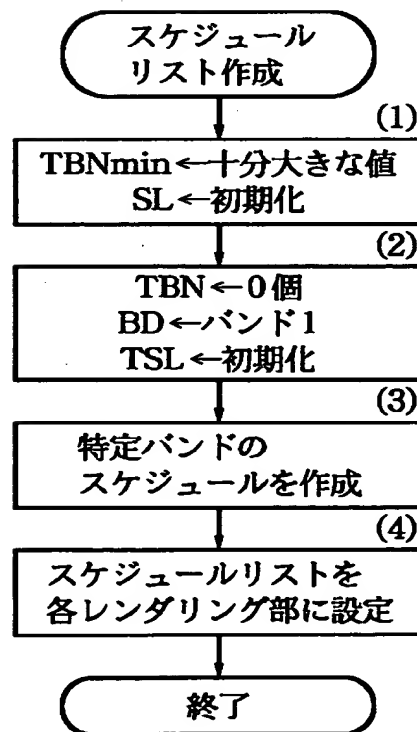 スケジュール
リスト作成
(1)
TBNmin←十分大きな値
SL←初期化
(2)
TBN←0個
BD←バンド1
TSL←初期化
(3)
特定バンドの
スケジュールを作成
(4)
スケジュールリストを
各レンダリング部に設定
終了